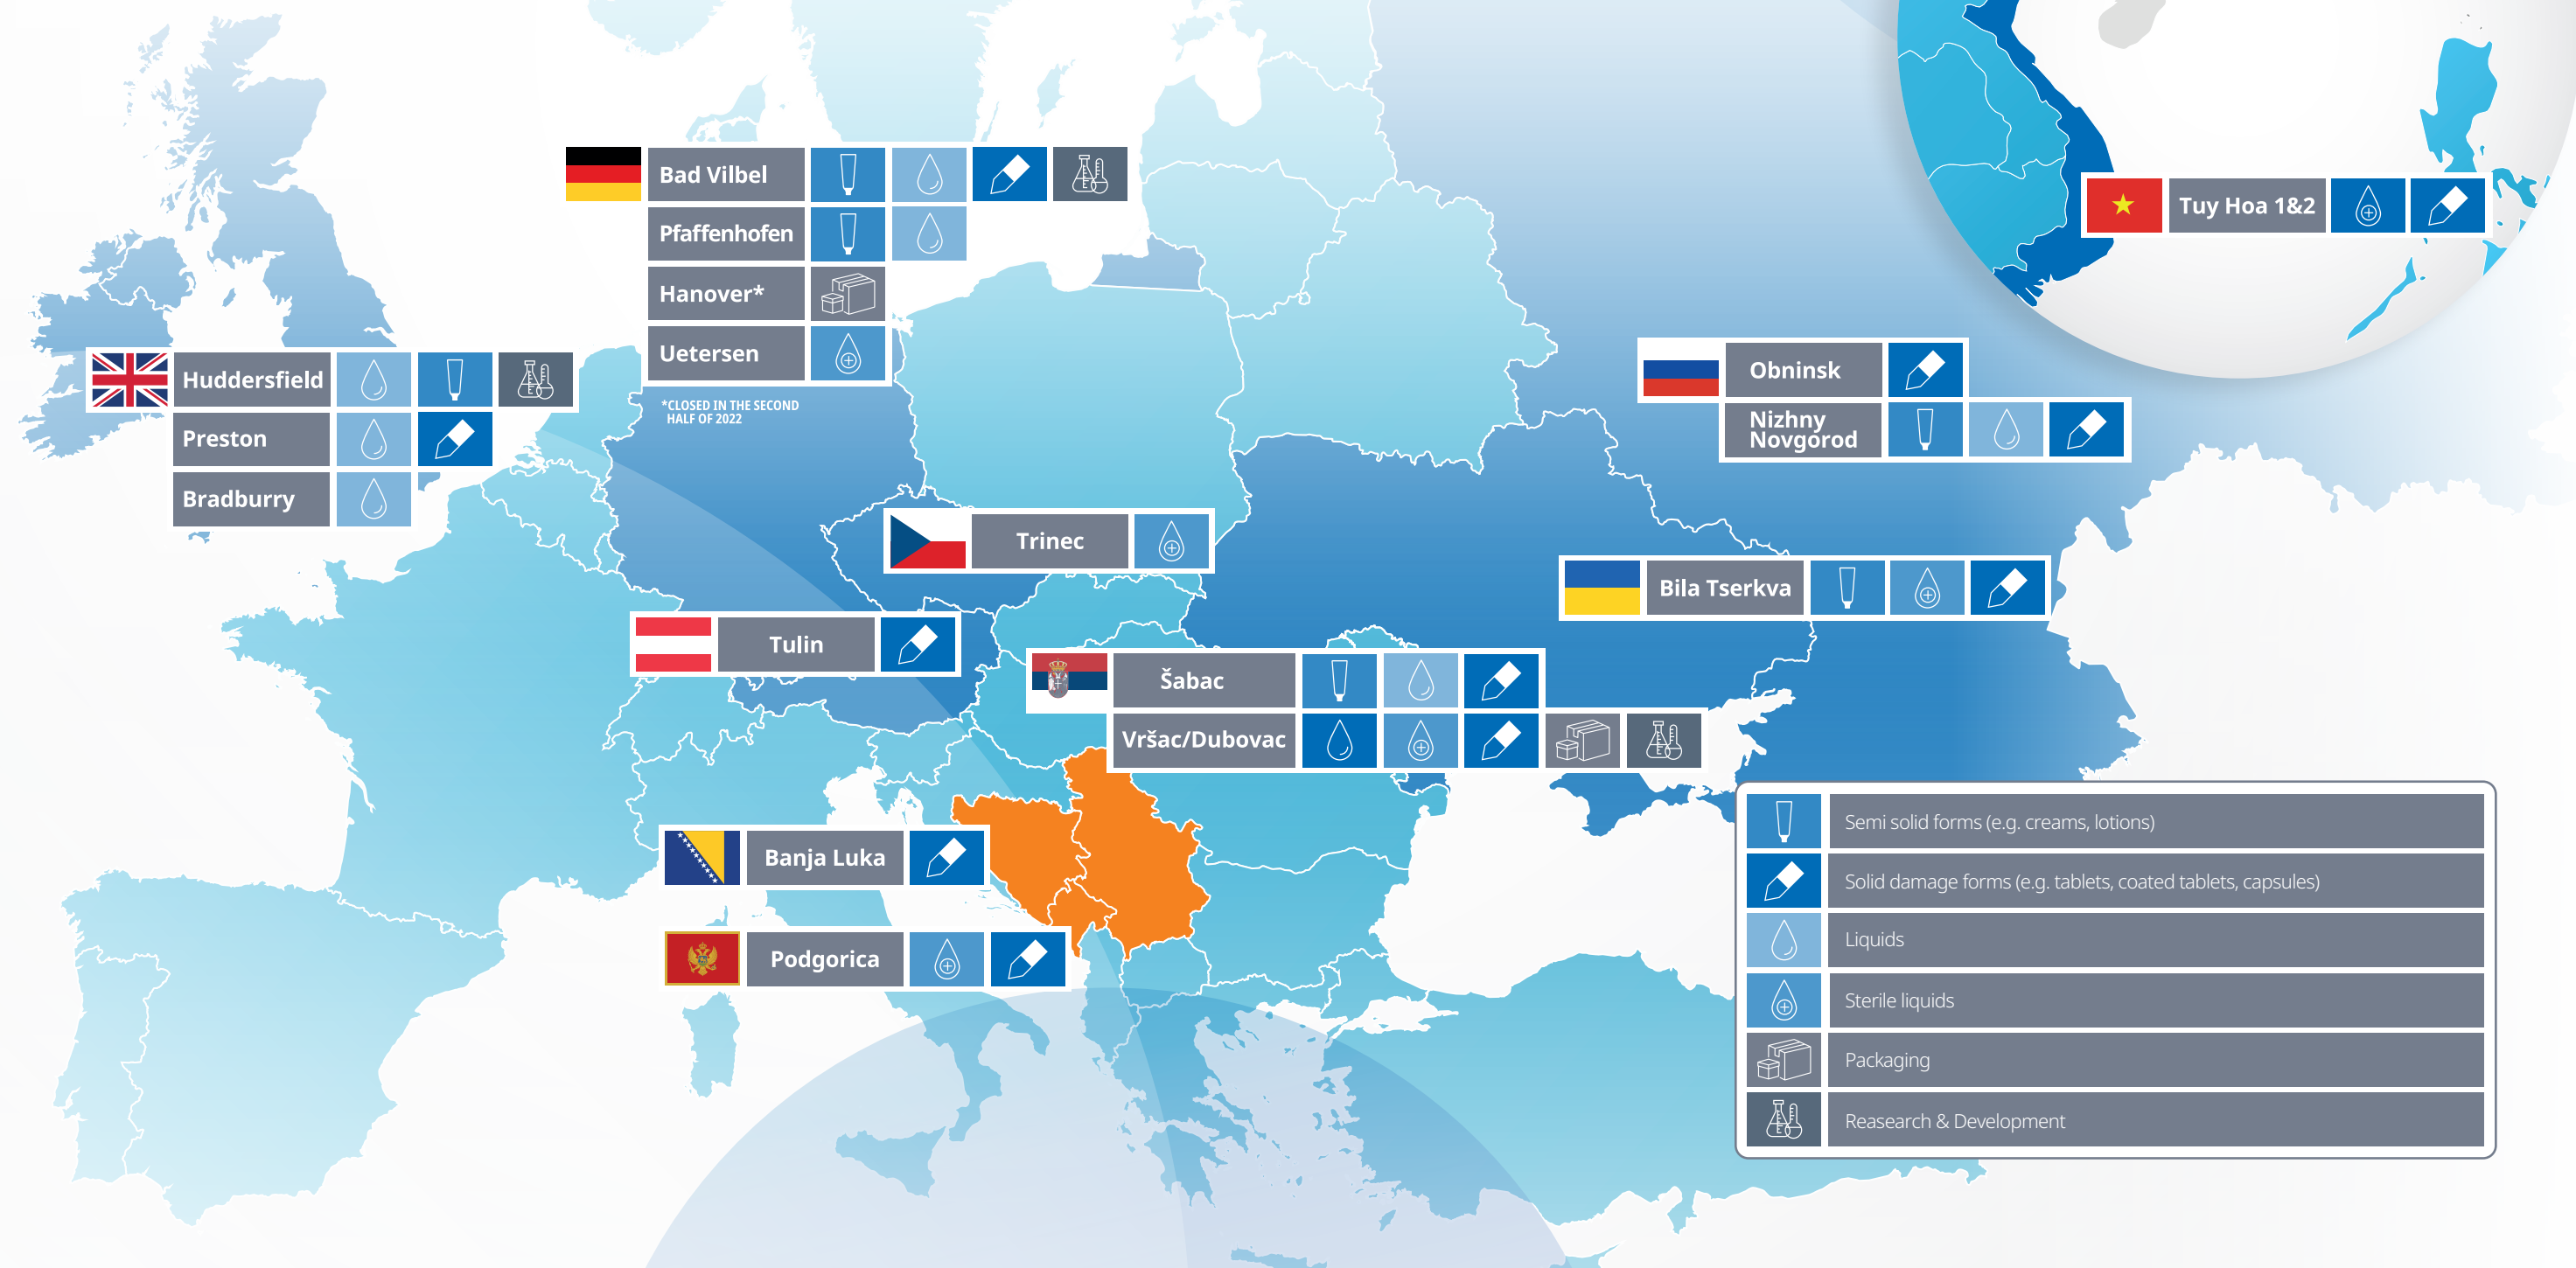 Bad Vilbel
Pfaffenhofen
Hanover*
Uetersen
*CLOSED IN THE SECOND
HALF OF 2022
Tuy Hoa 1&2
Huddersfield
Preston
Bradburry
Obninsk
Nizhny
Novgorod
Trinec
Bila Tserkva
Tulin
Šabac
Vršac/Dubovac
Banja Luka
Podgorica
Semi solid forms (e.g. creams, lotions)
Solid damage forms (e.g. tablets, coated tablets, capsules)
Liquids
Sterile liquids
Packaging
Reasearch & Development